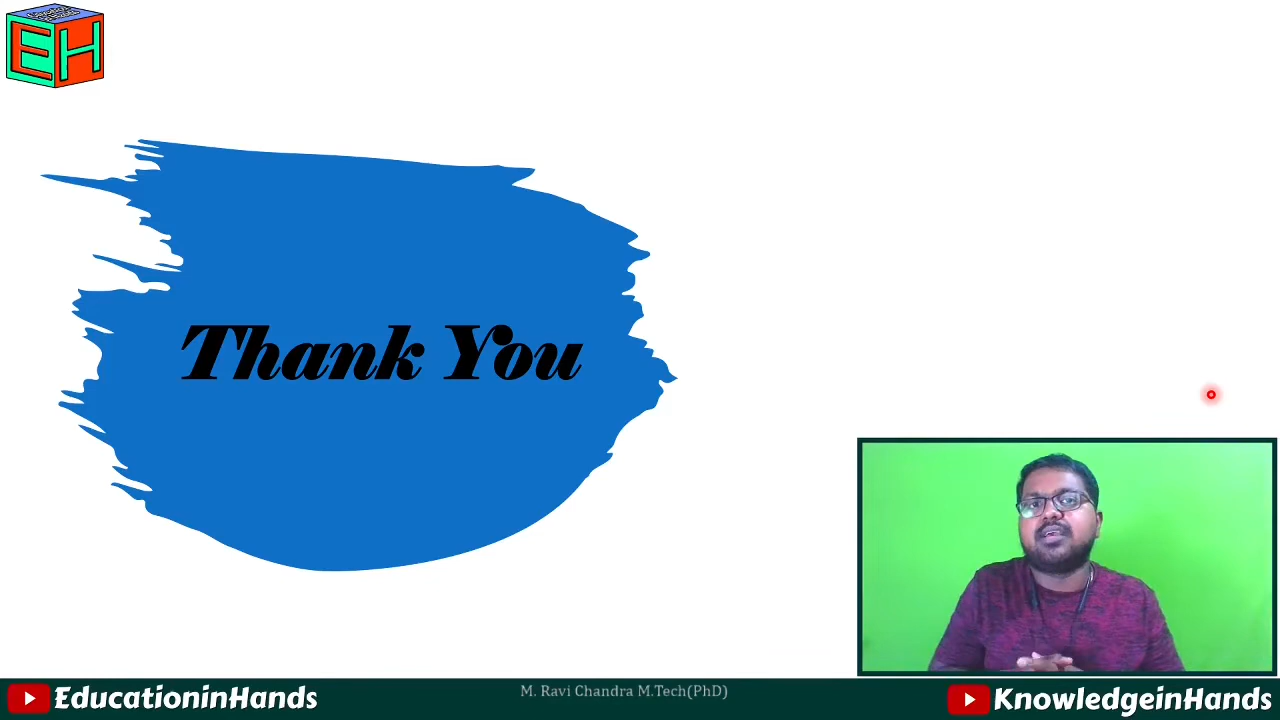 EH
Thank You
EducationinHands
M. Ravi Chandra M.Tech(PhD)
KnowledgeinHands